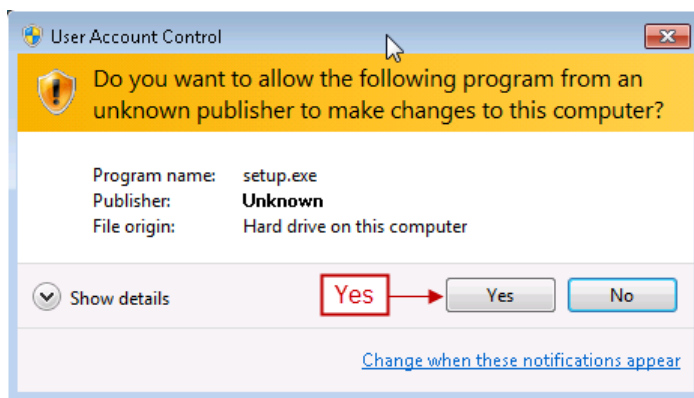 User Account Control
Do you want to allow the following program from an
unknown publisher to make changes to this computer?
Program name: setup.exe
Publisher: Unknown
File origin: Hard drive on this computer
Show details Yes Yes No
Change when these notifications appear